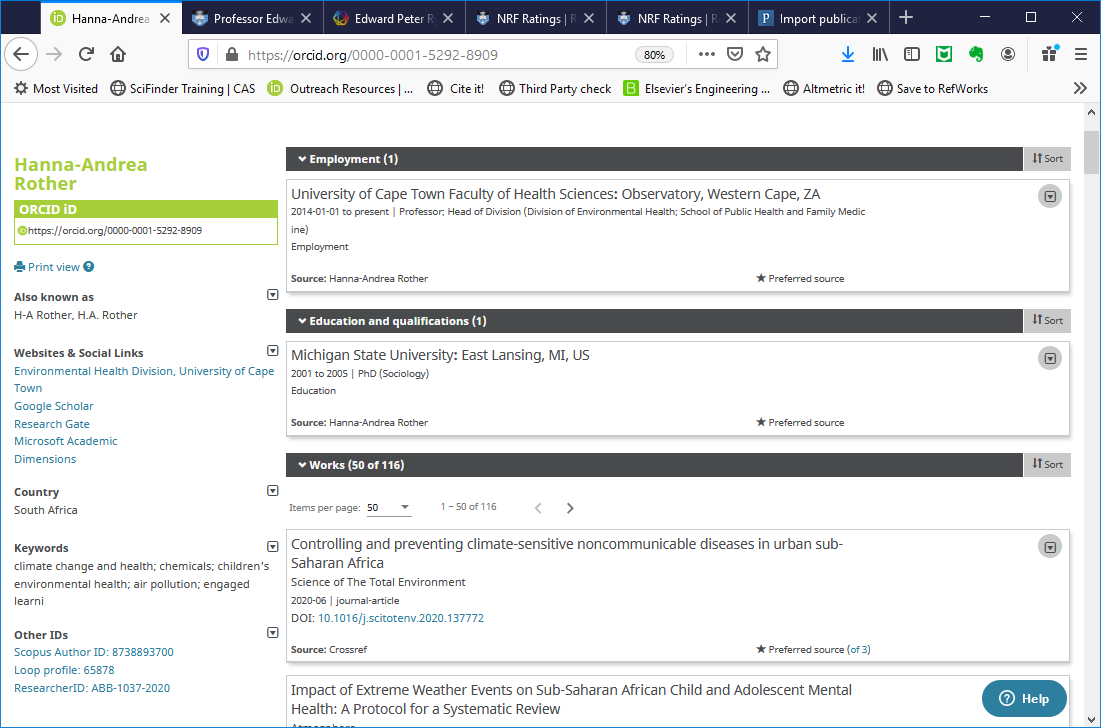 Hanna-Andrea
Professor Edwa
Edward Peter R
NRF Ratings | R
NRF Ratings | R
Import publicat
https://orcid.org/0000-0001-5292-8909
80%
Most Visited
SciFinder Training | CAS
Outreach Resources | ...
Cite it!
Third Party check
Elsevier's Engineering ...
Altmetric it!
Save to RefWorks
Hanna-Andrea
Rother
ORCID iD
https://orcid.org/0000-0001-5292-8909
Print view
Also known as
H-A Rother, H.A. Rother
Websites & Social Links
Environmental Health Division, University of Cape
Town
Google Scholar
Research Gate
Microsoft Academic
Dimensions
Country
South Africa
Keywords
climate change and health; chemicals; children's
environmental health; air pollution; engaged
learni
Other IDs
Scopus Author ID: 8738893700
Loop profile: 65878
ResearcherID: ABB-1037-2020
Employment (1)
Sort
University of Cape Town Faculty of Health Sciences: Observatory, Western Cape, ZA
2014-01-01 to present | Professor; Head of Division (Division of Environmental Health; School of Public Health and Family Medic
ine)
Employment
Source: Hanna-Andrea Rother
Preferred source
Education and qualifications (1)
Sort
Michigan State University: East Lansing, MI, US
2001 to 2005 | PhD (Sociology)
Education
Source: Hanna-Andrea Rother
Preferred source
Works (50 of 116)
Sort
Items per page: 50
1 – 50 of 116
Controlling and preventing climate-sensitive noncommunicable diseases in urban sub-
Saharan Africa
Science of The Total Environment
2020-06 | journal-article
DOI: 10.1016/j.scitotenv.2020.137772
Source: Crossref
Preferred source (of 3)
Impact of Extreme Weather Events on Sub-Saharan African Child and Adolescent Mental
Health: A Protocol for a Systematic Review
Atmosphere
Help